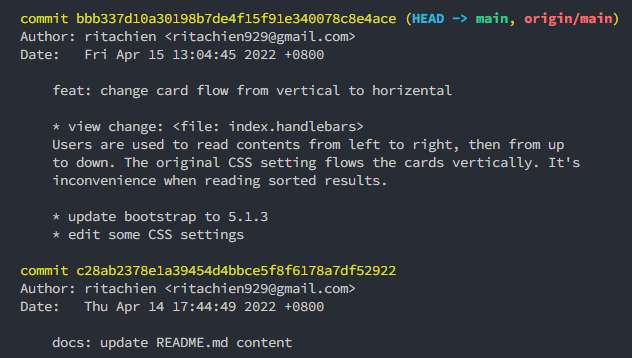 commit bbb337d10a30198b7de4f15f91e340078c8e4ace (HEAD -> main, origin/main)
Author: ritachien <ritachien929@gmail.com>
Date:   Fri Apr 15 13:04:45 2022 +0800
feat: change card flow from vertical to horizental
* view change: <file: index.handlebars>
Users are used to read contents from left to right, then from up
to down. The original CSS setting flows the cards vertically. It's
inconvenience when reading sorted results.
* update bootstrap to 5.1.3
* edit some CSS settings
commit c28ab2378e1a39454d4bbce5f8f6178a7df52922
Author: ritachien <ritachien929@gmail.com>
Date:   Thu Apr 14 17:44:49 2022 +0800
docs: update README.md content